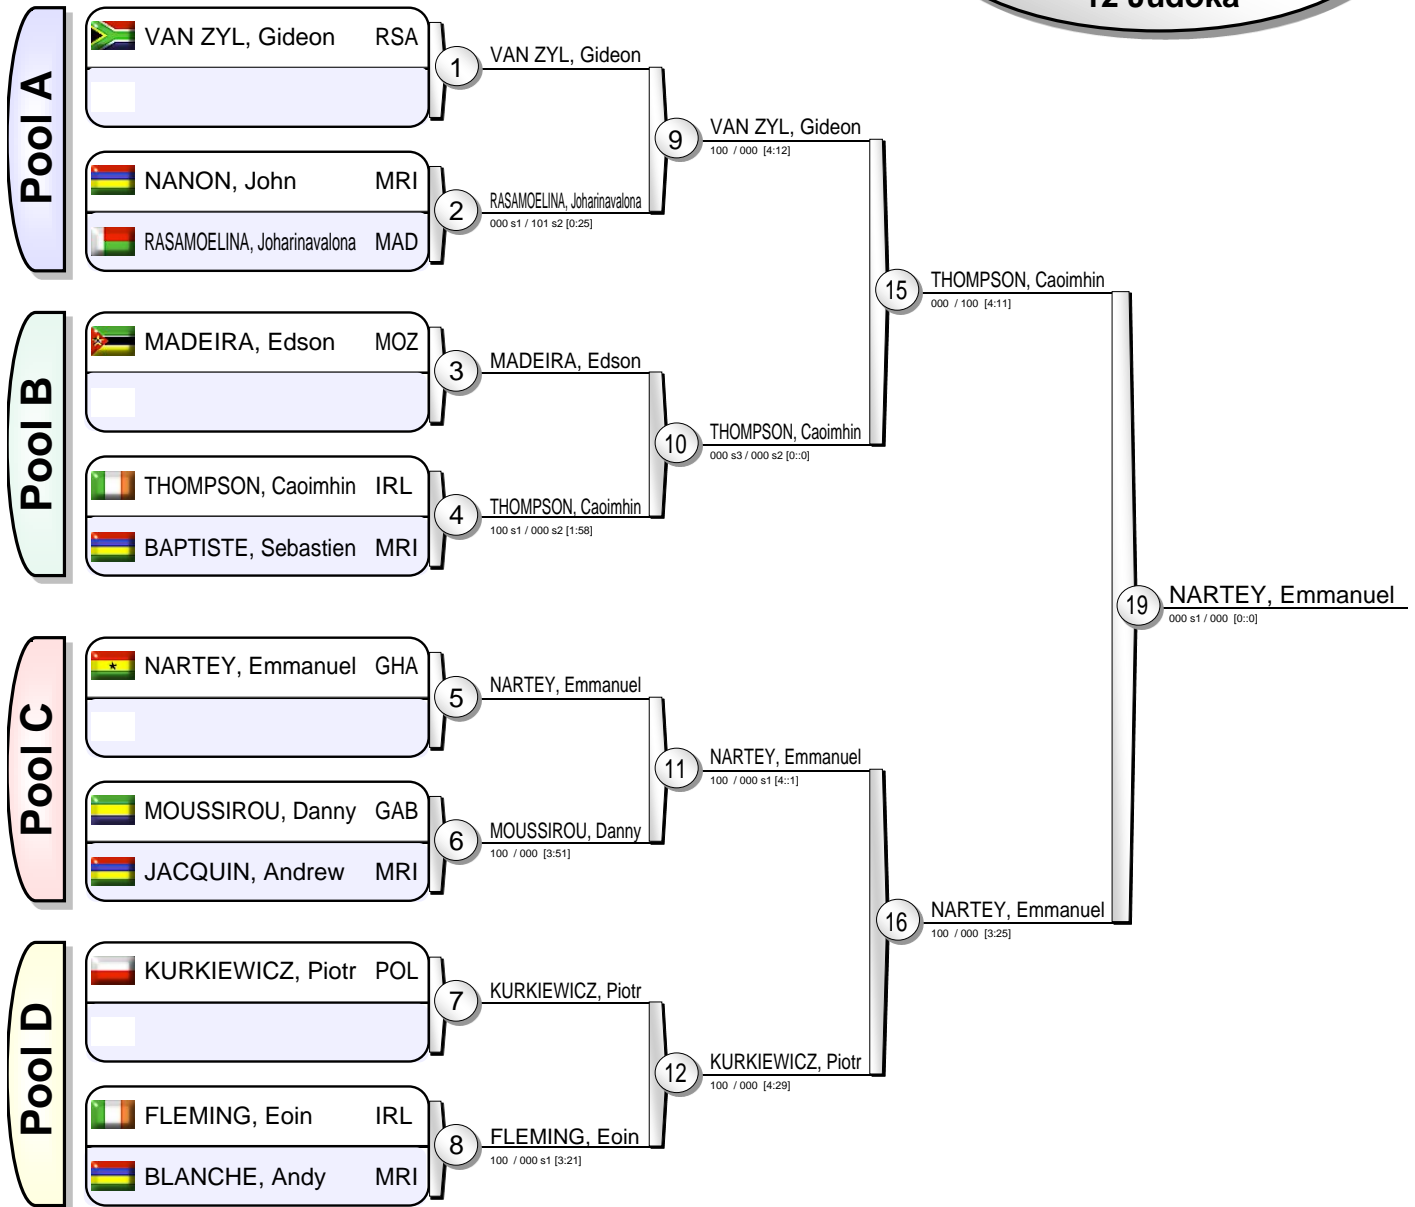 12 Judoka
Pool A
VAN ZYL, Gideon RSA
NANON, John MRI
RASAMOELINA, Joharinavalona MAD
Pool B
MADEIRA, Edson MOZ
THOMPSON, Caoimhin IRL
BAPTISTE, Sebastien MRI
Pool C
NARTEY, Emmanuel GHA
MOUSSIROU, Danny GAB
JACQUIN, Andrew MRI
Pool D
KURKIEWICZ, Piotr POL
FLEMING, Eoin IRL
BLANCHE, Andy MRI
1
VAN ZYL, Gideon
2
RASAMOELINA, Joharinavalona
000 s1 / 101 s2 [0:25]
3
MADEIRA, Edson
4
THOMPSON, Caoimhin
100 s1 / 000 s2 [1:58]
5
NARTEY, Emmanuel
6
MOUSSIROU, Danny
100 / 000 [3:51]
7
KURKIEWICZ, Piotr
8
FLEMING, Eoin
100 / 000 s1 [3:21]
9
VAN ZYL, Gideon
100 / 000 [4:12]
10
THOMPSON, Caoimhin
000 s3 / 000 s2 [0::0]
11
NARTEY, Emmanuel
100 / 000 s1 [4::1]
12
KURKIEWICZ, Piotr
100 / 000 [4:29]
15
THOMPSON, Caoimhin
000 / 100 [4:11]
16
NARTEY, Emmanuel
100 / 000 [3:25]
19
NARTEY, Emmanuel
000 s1 / 000 [0::0]